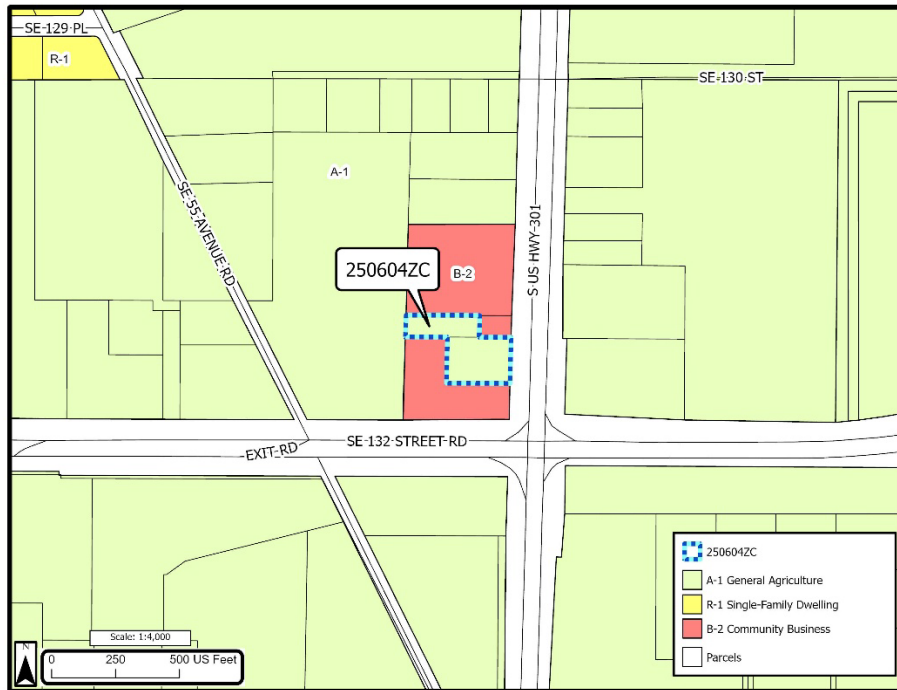 SE 129 PL
R-1
SE 130 ST
A-1
SE 55 AVENUE RD
S US HWY 301
250604ZC
B-2
SE 132 STREET RD
EXIT RD
250604ZC
A-1 General Agriculture
R-1 Single-Family Dwelling
B-2 Community Business
Parcels
Scale: 1:4,000
N
0 250 500 US Feet